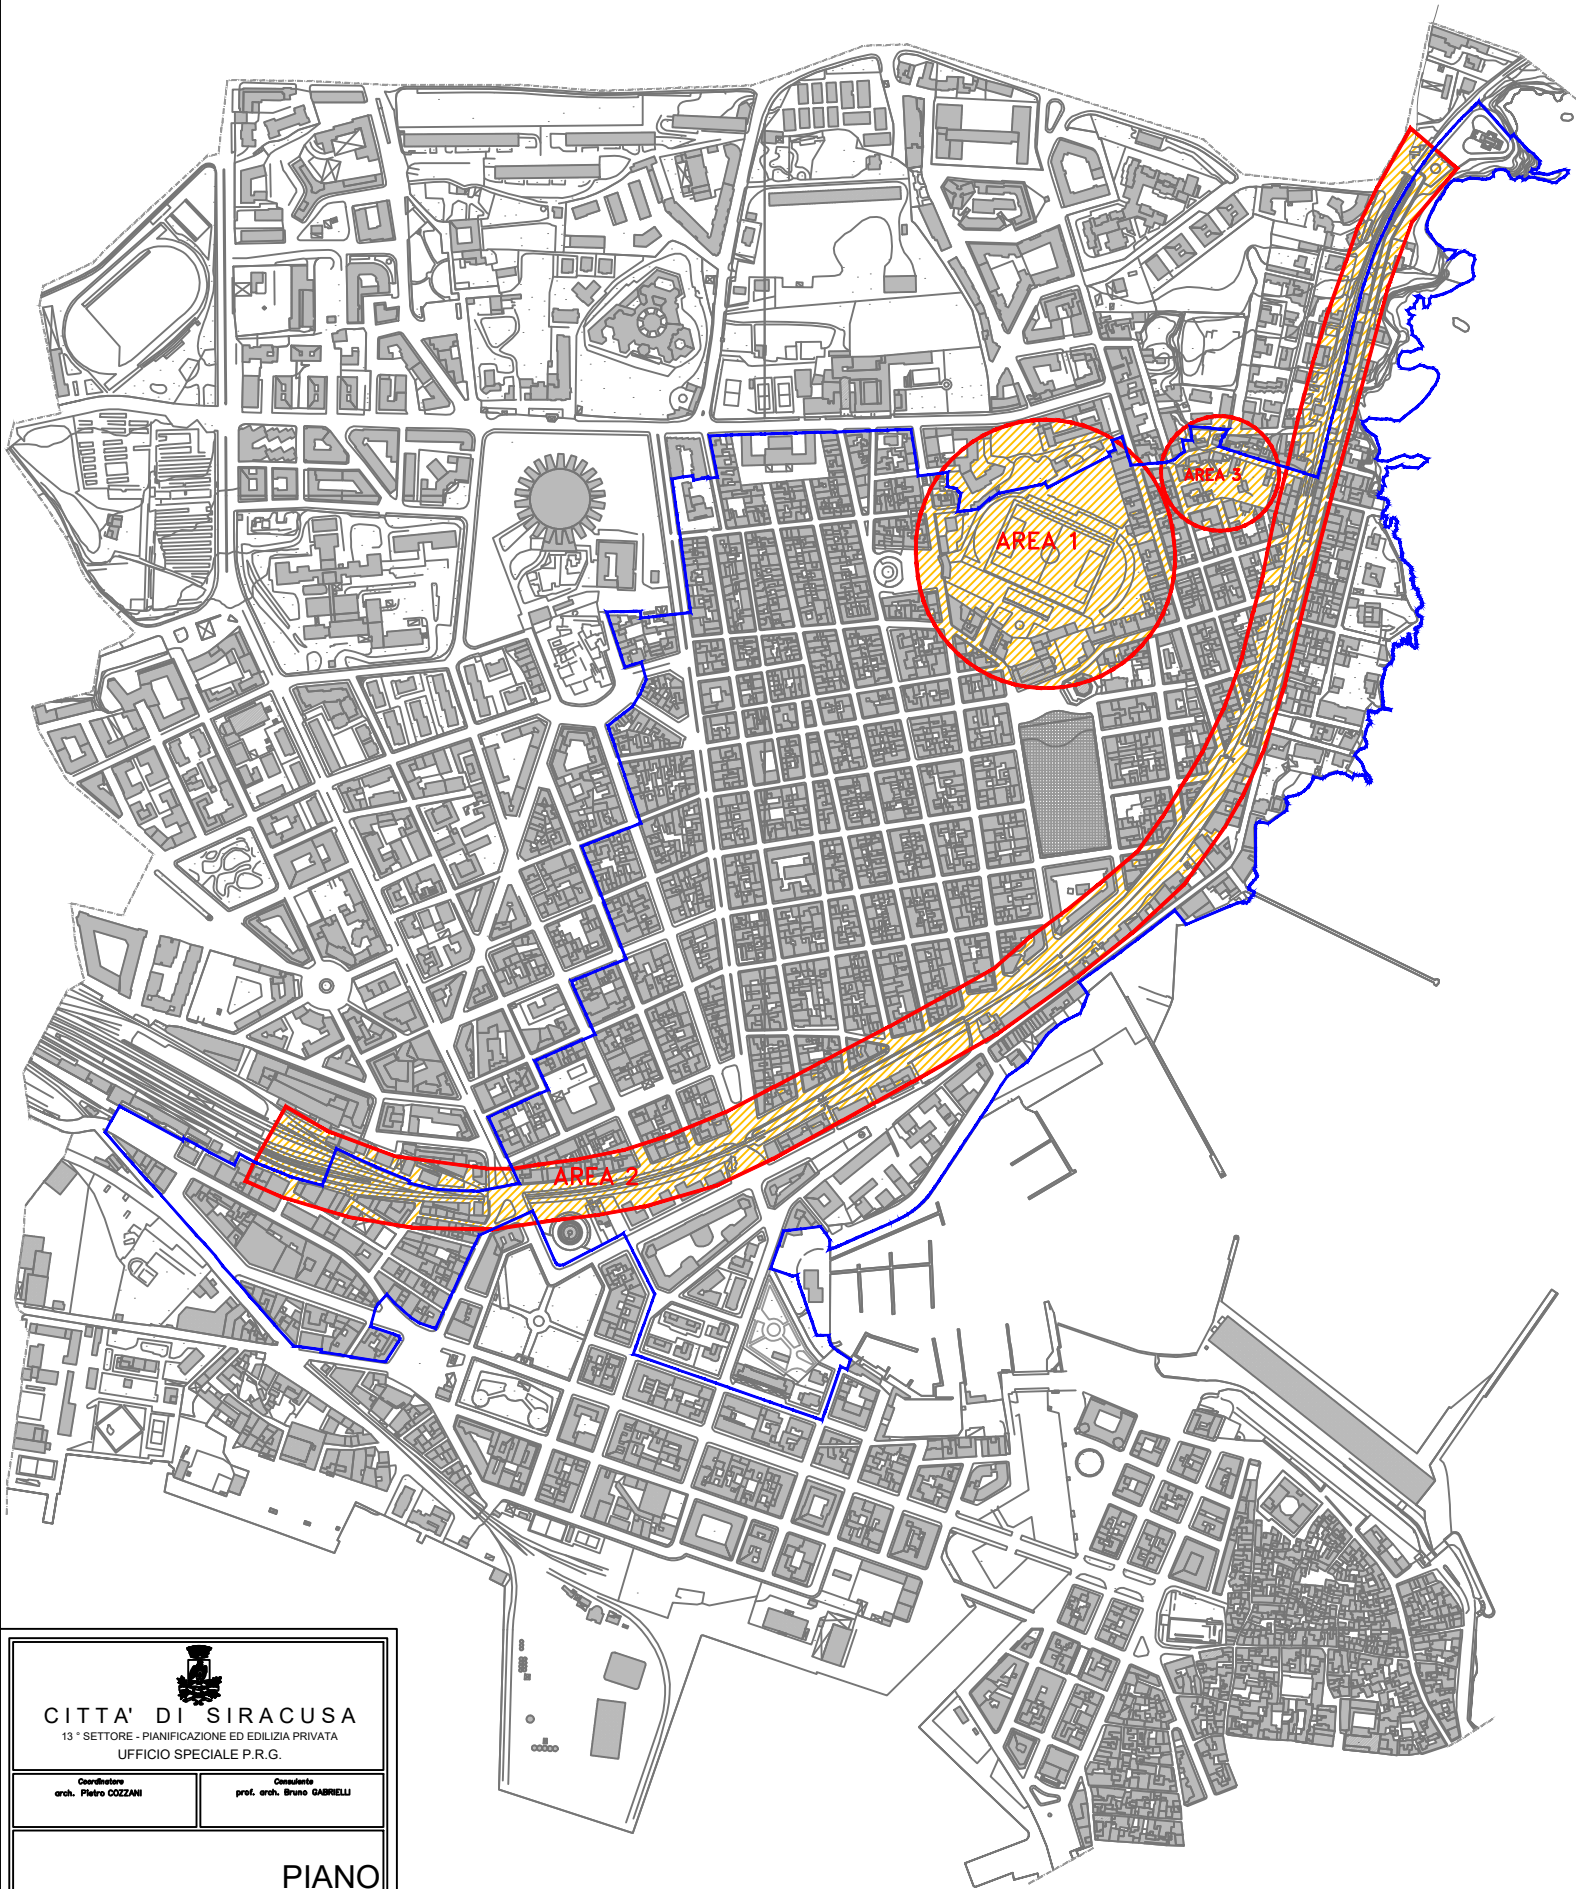 AREA 3
AREA 1
AREA 2
CITTA' DI SIRACUSA
13 ° SETTORE - PIANIFICAZIONE ED EDILIZIA PRIVATA
UFFICIO SPECIALE P.R.G.
Coordinatore
arch. Pietro COZZANI
Consulente
prof. arch. Bruno GABRIELLI
PIANO